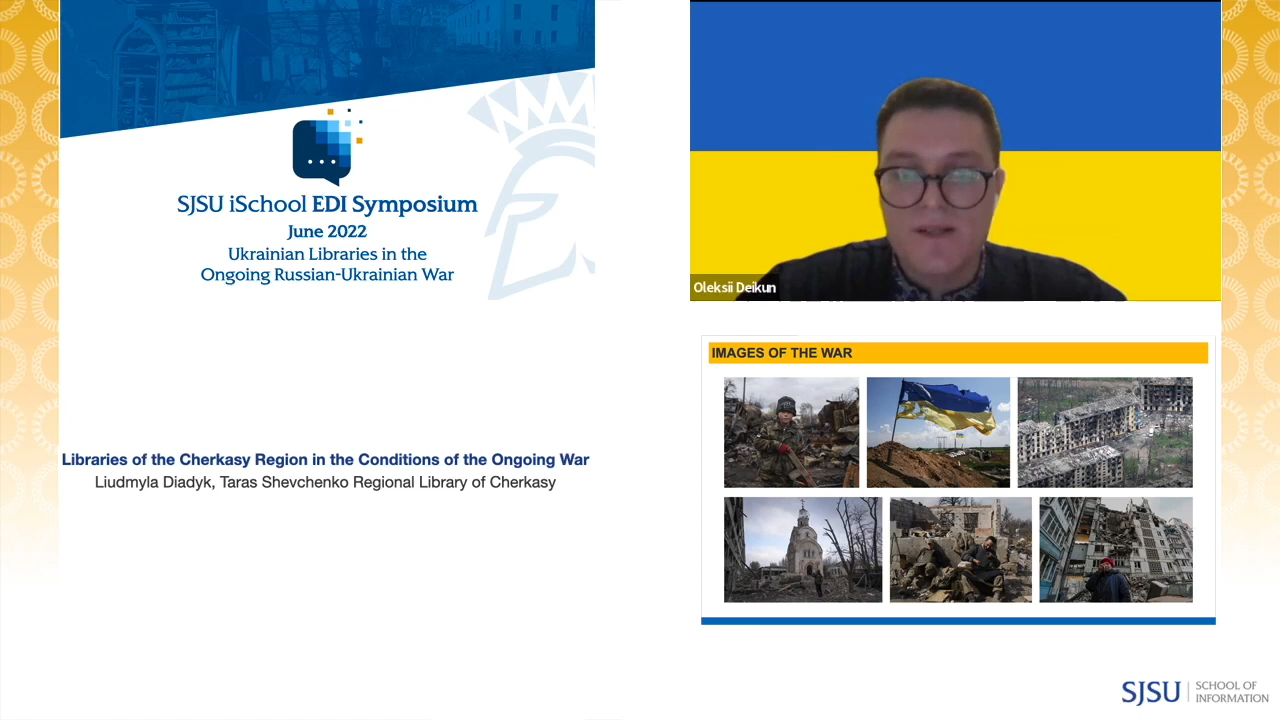 SJSU iSchool EDI Symposium
June 2022
Ukrainian Libraries in the
Ongoing Russian-Ukrainian War
Libraries of the Cherkasy Region in the Conditions of the Ongoing War
Liudmyla Diadyk, Taras Shevchenko Regional Library of Cherkasy
Oleksii Deikun
IMAGES OF THE WAR
SJSU SCHOOL OF
INFORMATION